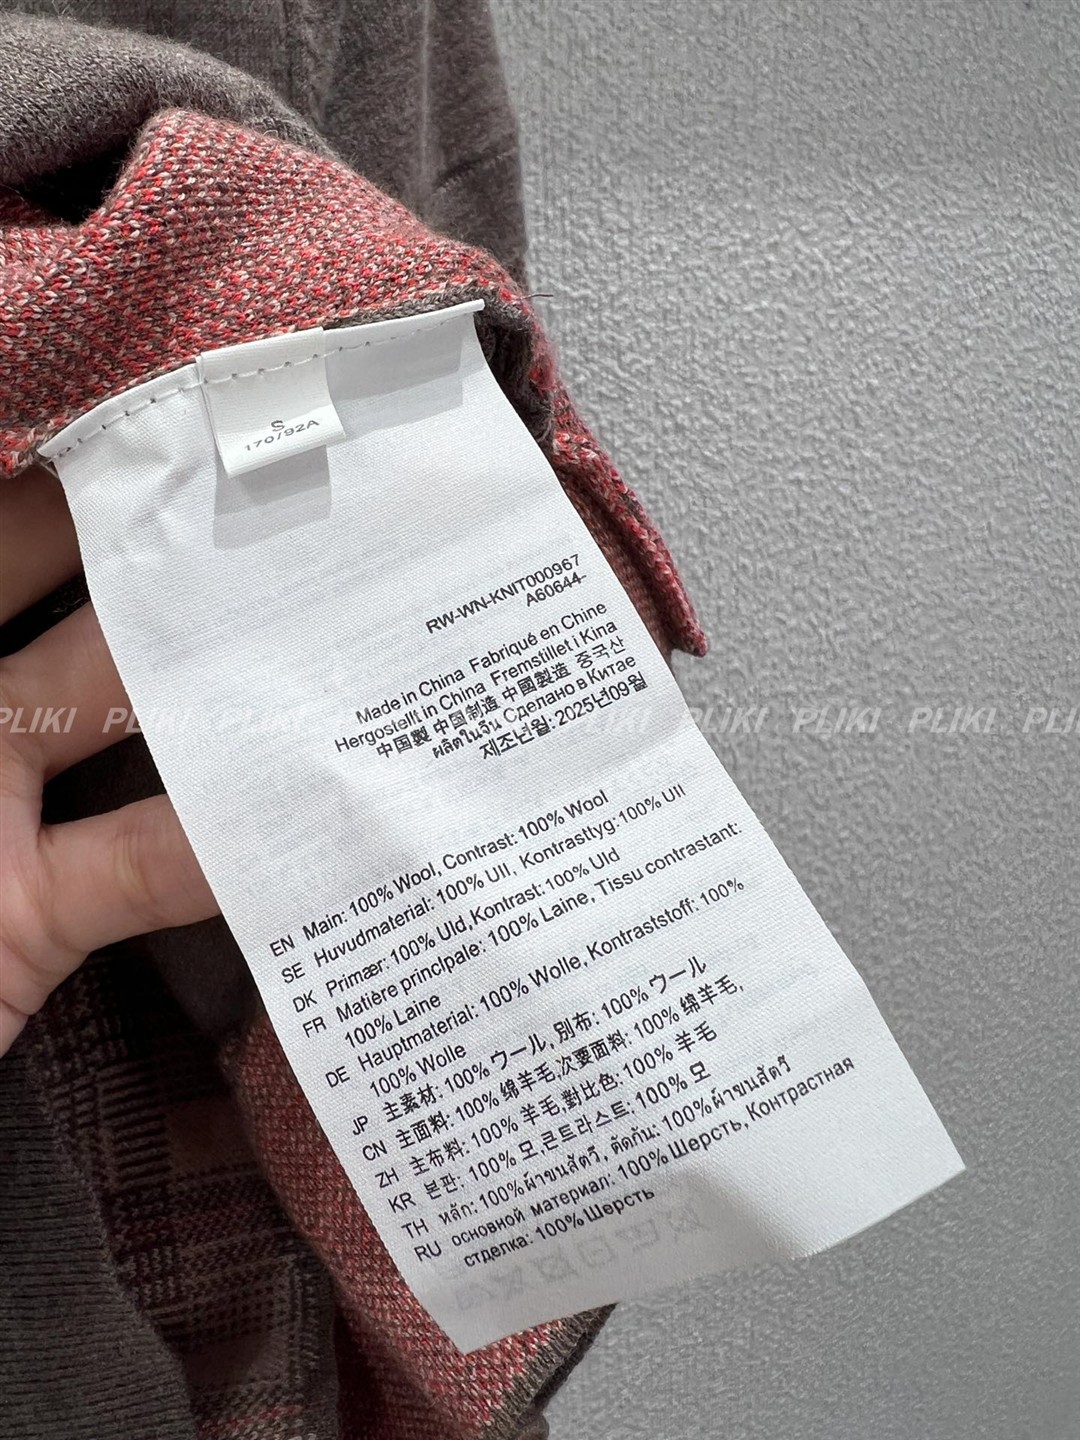 S
170/92A
RW-WN-KNIT000967
A60644-
Made in China Fabriqué en Chine
Hergostellt in China Fremstillet i Kina
中国製 中国制造 中國製造 중국산
ผลิตในจีน Сделано в Китае
제조년월:2025년09월
PLIKI PLIKI PLIKI PLIKI PLIKI PLIKI PLIKI PLIKI PLIKI
EN Main: 100% Wool, Contrast: 100% Wool
SE Huvudmaterial: 100% Ull, Kontrasttyg:100% Ull
DK Primær: 100% Uld,Kontrast:100% Uld
FR Matière principale: 100% Laine, Tissu contrastant:
100% Laine
DE Hauptmaterial: 100% Wolle, Kontraststoff: 100%
100% Wolle
JP 主素材: 100% ウール, 別布: 100% ウール
CN 主面料: 100% 绵羊毛,次要面料: 100% 绵羊毛,
ZH 主布料: 100% 羊毛,對比色: 100% 羊毛
KR 본판: 100% 모,콘트라스트: 100% 모
TH หลัก: 100%ผ้าขนสัตว์, ตัดกัน: 100%ผ้าขนสัตว์
RU основной материал: 100% Шерсть, Контрастная
стделка: 100%Шерсть